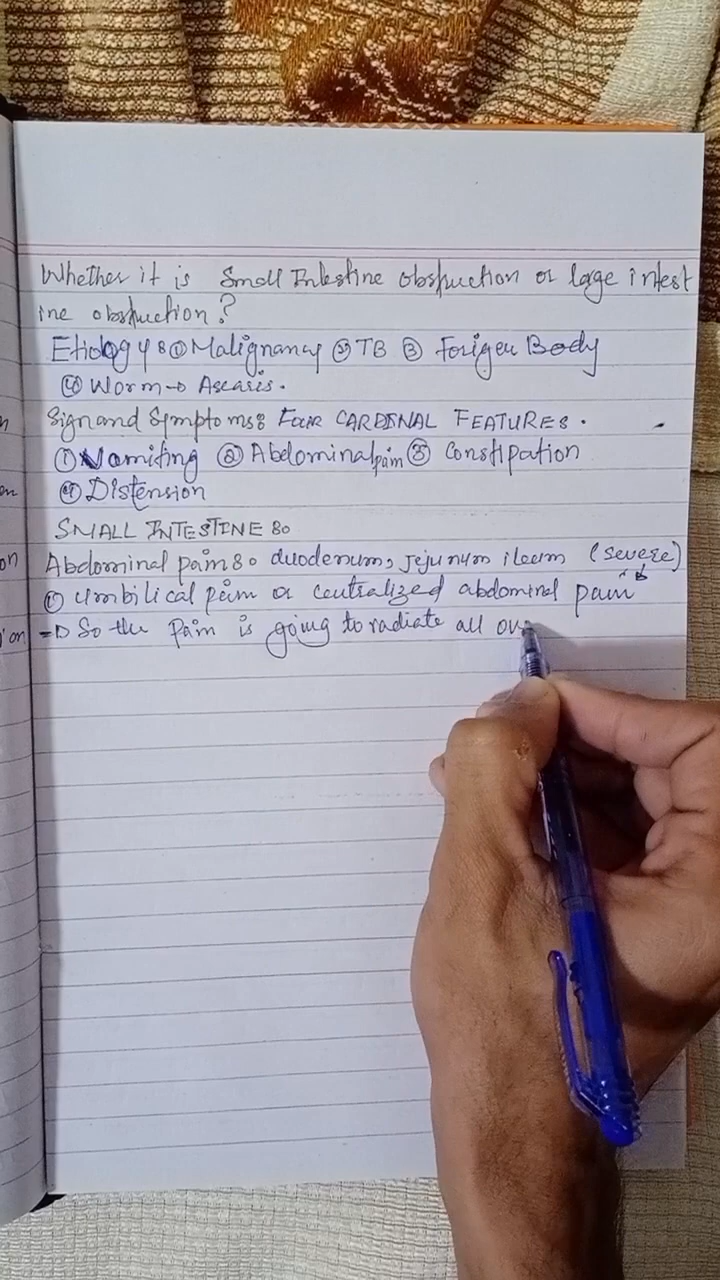 Whether it is Small Intestine obstruction or large intest
ine obstruction?
Etiology: ① Malignancy ② TB ③ Forigeu Body
④ Worm → Ascaris.
Sign and Symptoms: FOUR CARDINAL FEATURES.
① Vomiting ② Abdominal pain ③ Constipation
④ Distension
SMALL INTESTINE:
Abdominal pain: duodenum, jejunum ileum (severe)
① umbilical pain or centralized abdominal pain
⇒ So the pain is going to radiate all ov
on
on